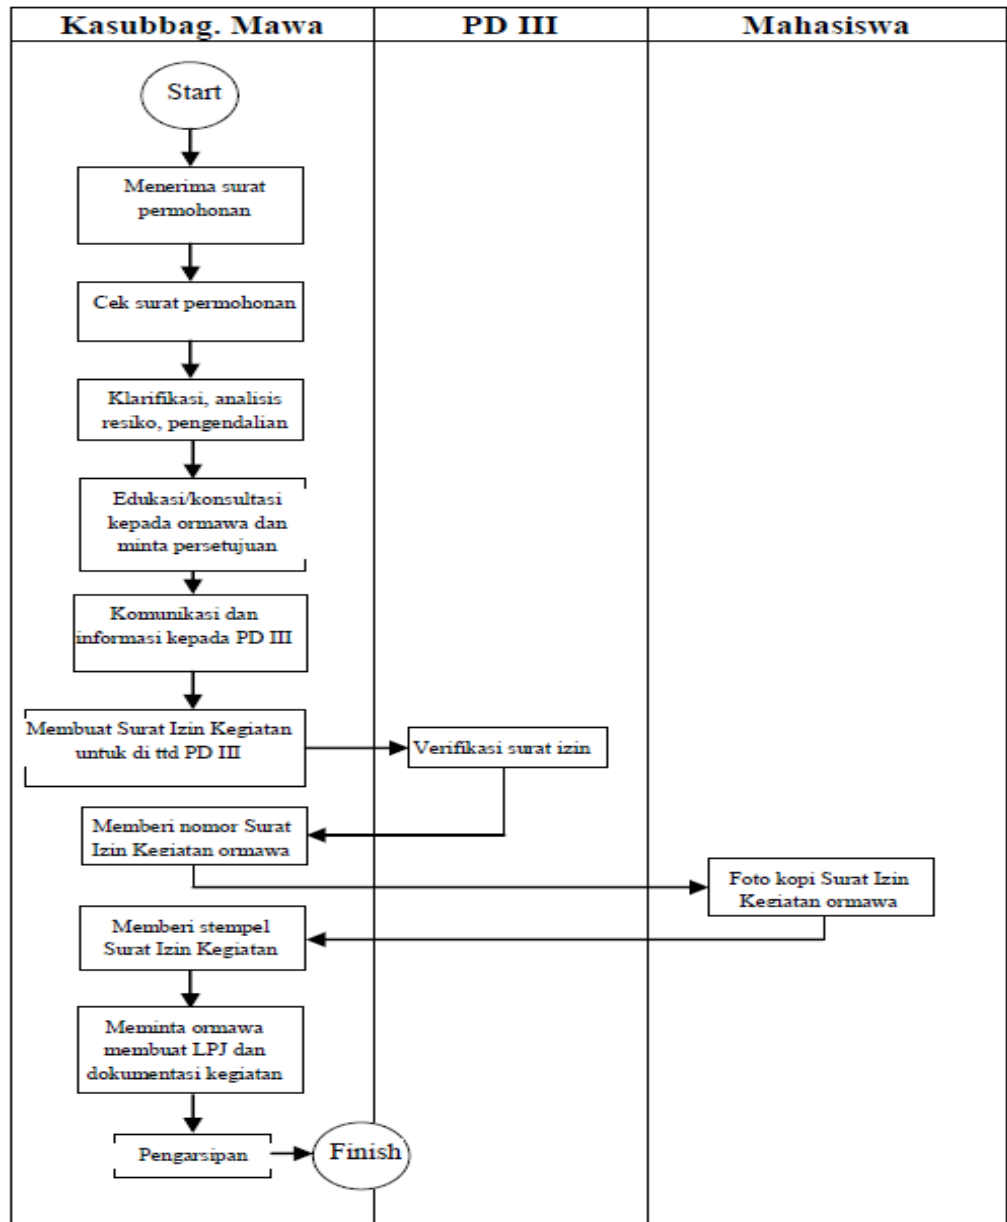 Kasubbag. Mawa
PD III
Mahasiswa
Start
Menerima surat
permohonan
Cek surat permohonan
Klarifikasi, analisis
resiko, pengendalian
Edukasi/konsultasi
kepada ormawa dan
minta persetujuan
Komunikasi dan
informasi kepada PD III
Membuat Surat Izin Kegiatan
untuk di ttd PD III
Verifikasi surat izin
Memberi nomor Surat
Izin Kegiatan ormawa
Foto kopi Surat Izin
Kegiatan ormawa
Memberi stempel
Surat Izin Kegiatan
Meminta ormawa
membuat LPJ dan
dokumentasi kegiatan
Pengarsipan
Finish